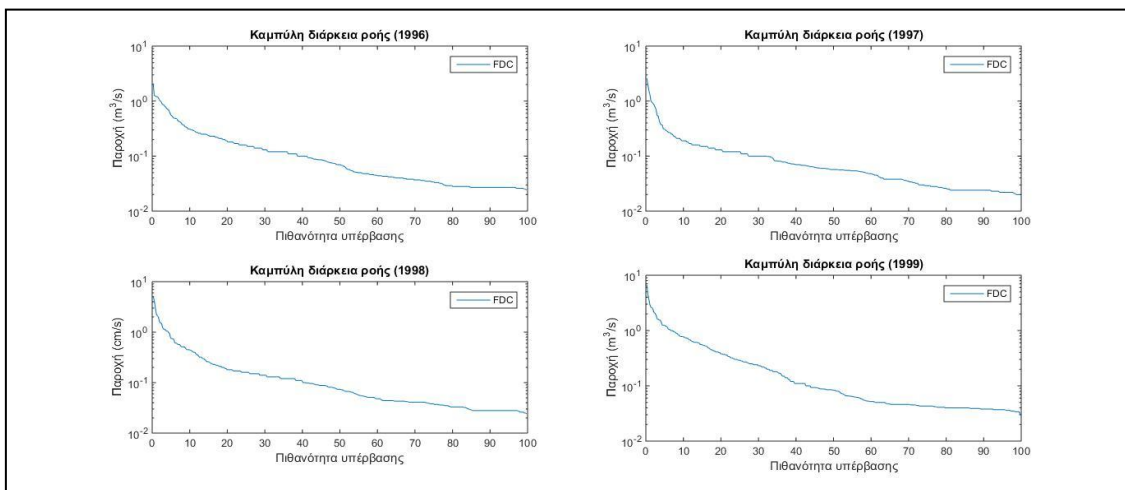 Καμπύλη διάρκεια ροής (1996)
10^1
10^0
10^-1
10^-2
Παροχή (m^3/s)
FDC
0 10 20 30 40 50 60 70 80 90 100
Πιθανότητα υπέρβασης
Καμπύλη διάρκεια ροής (1997)
10^1
10^0
10^-1
10^-2
Παροχή (m^3/s)
FDC
0 10 20 30 40 50 60 70 80 90 100
Πιθανότητα υπέρβασης
Καμπύλη διάρκεια ροής (1998)
10^1
10^0
10^-1
10^-2
Παροχή (cm/s)
FDC
0 10 20 30 40 50 60 70 80 90 100
Πιθανότητα υπέρβασης
Καμπύλη διάρκεια ροής (1999)
10^1
10^0
10^-1
10^-2
Παροχή (m^3/s)
FDC
0 10 20 30 40 50 60 70 80 90 100
Πιθανότητα υπέρβασης